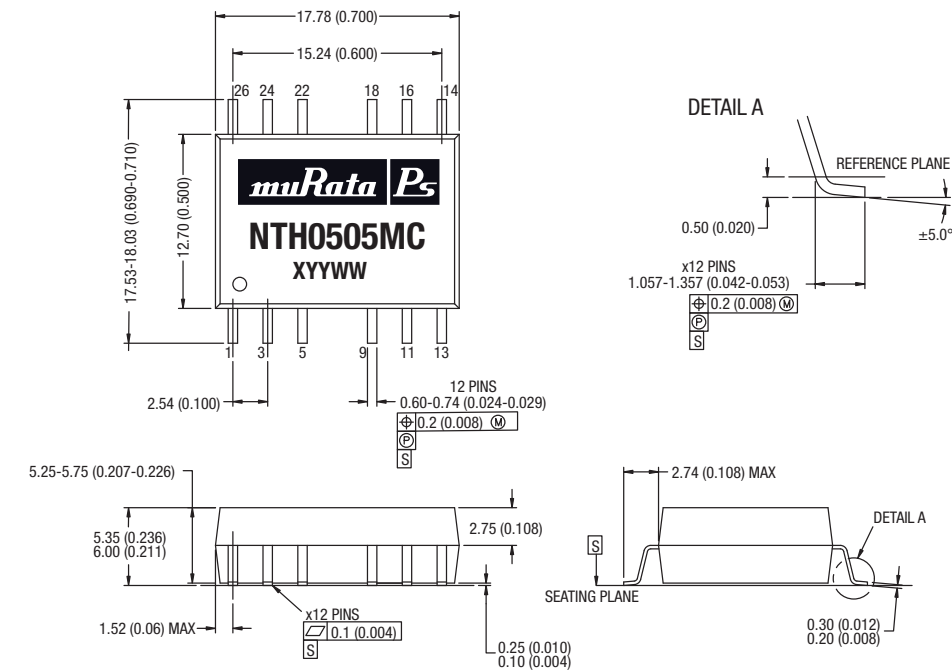 17.78 (0.700)
15.24 (0.600)
26 24 22 18 16 14
17.53-18.03 (0.690-0.710)
12.70 (0.500)
muRata Ps
NTH0505MC
XYYWW
1 3 5 9 11 13
2.54 (0.100)
12 PINS
0.60-0.74 (0.024-0.029)
⌖ 0.2 (0.008) Ⓜ
Ⓟ
S
DETAIL A
REFERENCE PLANE
0.50 (0.020)
±5.0°
x12 PINS
1.057-1.357 (0.042-0.053)
⌖ 0.2 (0.008) Ⓜ
Ⓟ
S
5.25-5.75 (0.207-0.226)
5.35 (0.236)
6.00 (0.211)
2.75 (0.108)
1.52 (0.06) MAX
x12 PINS
▱ 0.1 (0.004)
S
0.25 (0.010)
0.10 (0.004)
2.74 (0.108) MAX
DETAIL A
S
SEATING PLANE
0.30 (0.012)
0.20 (0.008)